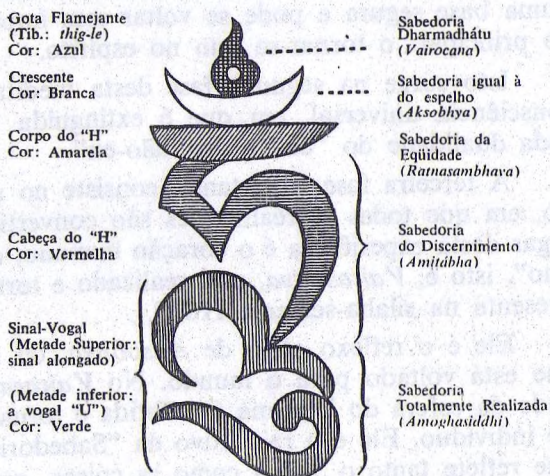 Gota Flamejante
(Tib.: thig-le)
Cor: Azul
Sabedoria
Dharmadhátu
(Vairocana)
Crescente
Cor: Branca
Sabedoria igual à
do espelho
(Akṣobhya)
Corpo do "H"
Cor: Amarela
Sabedoria da
Eqüidade
(Ratnasambhava)
Cabeça do "H"
Cor: Vermelha
Sabedoria
do Discernimento
(Amitábha)
Sinal-Vogal
(Metade Superior:
sinal alongado)
(Metade inferior:
a vogal "U")
Cor: Verde
Sabedoria
Totalmente Realizada
(Amoghasiddhi)